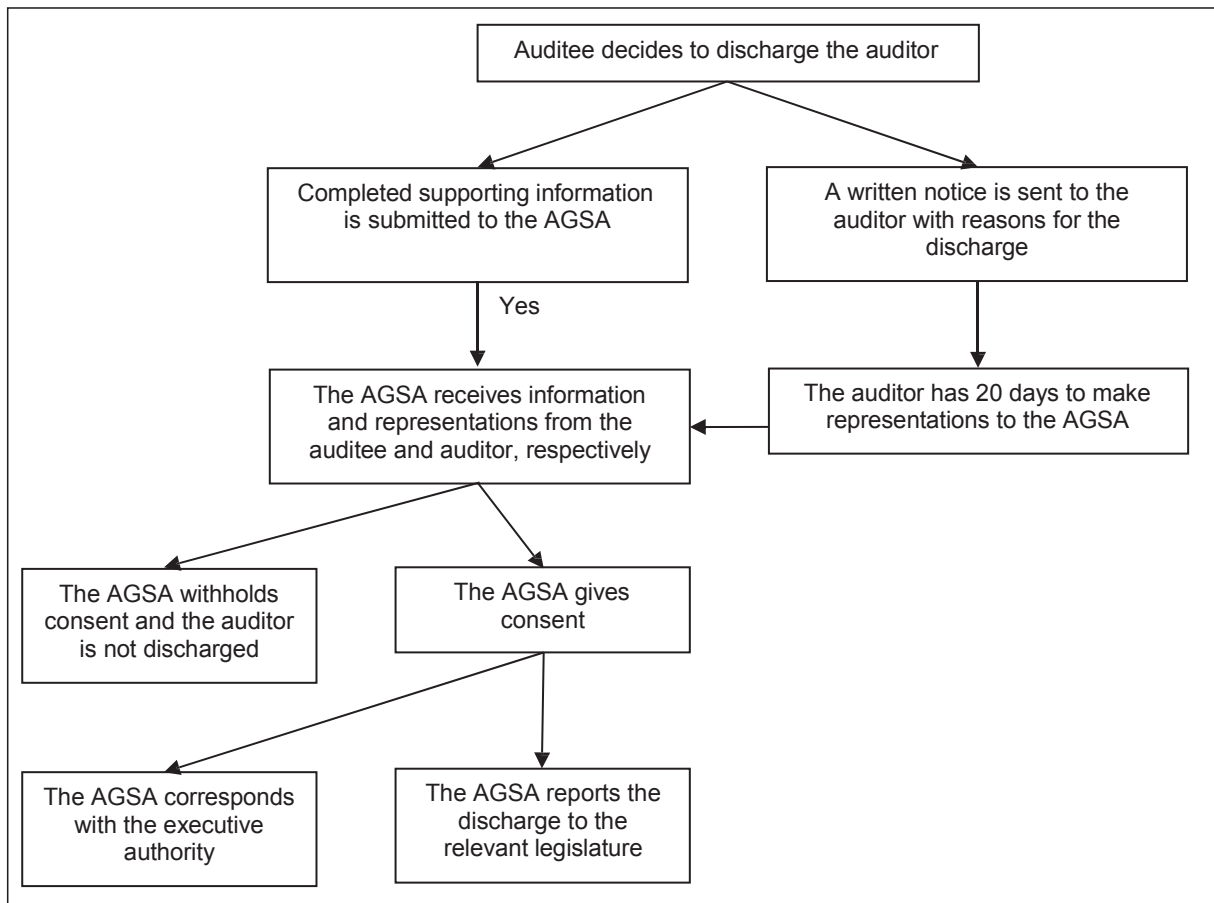 Auditee decides to discharge the auditor
Completed supporting information
is submitted to the AGSA
A written notice is sent to the
auditor with reasons for the
discharge
Yes
The AGSA receives information
and representations from the
auditee and auditor, respectively
The auditor has 20 days to make
representations to the AGSA
The AGSA withholds
consent and the auditor
is not discharged
The AGSA gives
consent
The AGSA corresponds
with the executive
authority
The AGSA reports the
discharge to the
relevant legislature